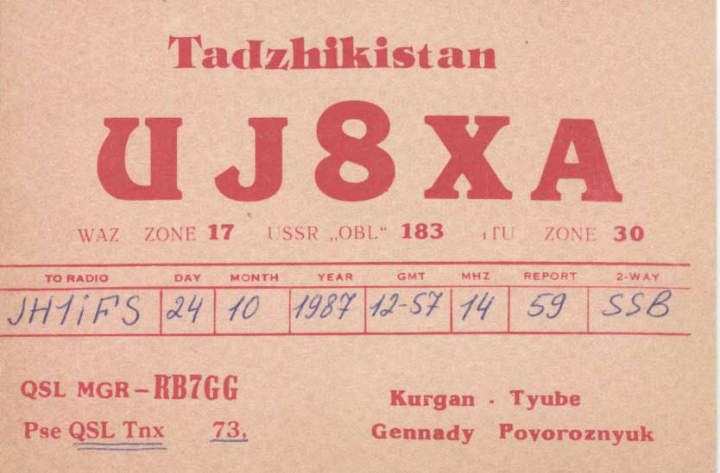 Tadzhikistan
UJ8XA
WAZ ZONE 17 USSR „OBL“ 183 ITU ZONE 30
TO RADIO DAY MONTH YEAR GMT MHZ REPORT 2-WAY
JH1iFS 24 10 1987 12-57 14 59 SSB
QSL MGR – RB7GG
Pse QSL Tnx 73,
Kurgan - Tyube
Gennady Povoroznyuk